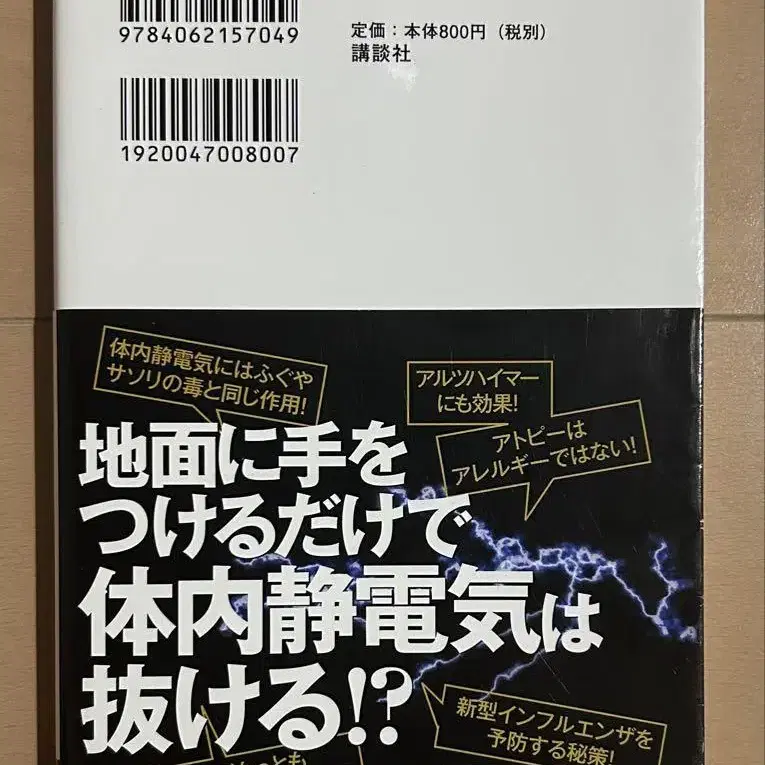 9784062157049
定価：本体800円（税別）
講談社
1920047008007
体内静電気にはふぐや
サソリの毒と同じ作用！
アルツハイマー
にも効果！
アトピーは
アレルギーではない！
地面に手を
つけるだけで
体内静電気は
抜ける！？
新型インフルエンザを
予防する秘策！